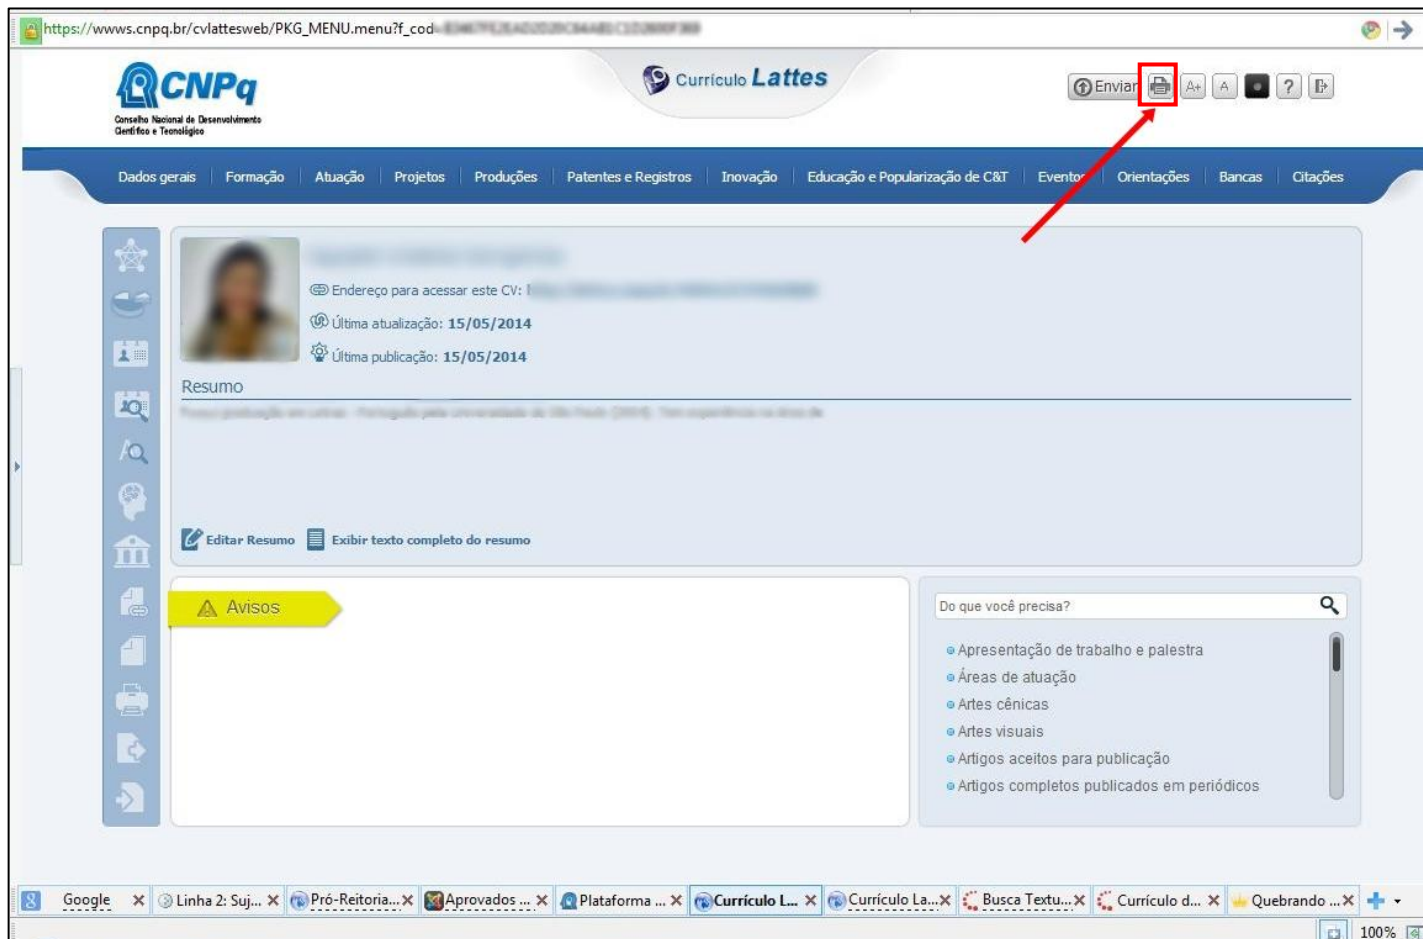 https://wwws.cnpq.br/cvlattesweb/PKG_MENU.menu?f_cod=
CNPq
Conselho Nacional de Desenvolvimento
Científico e Tecnológico
Currículo Lattes
Enviar A+ A ?
Dados gerais Formação Atuação Projetos Produções Patentes e Registros Inovação Educação e Popularização de C&T Eventos Orientações Bancas Citações
Endereço para acessar este CV:
Última atualização: 15/05/2014
Última publicação: 15/05/2014
Resumo
Editar Resumo Exibir texto completo do resumo
Avisos
Do que você precisa?
Apresentação de trabalho e palestra
Áreas de atuação
Artes cênicas
Artes visuais
Artigos aceitos para publicação
Artigos completos publicados em periódicos
Google Linha 2: Suj... Pró-Reitoria... Aprovados ... Plataforma ... Currículo L... Currículo La... Busca Textu... Currículo d... Quebrando ...
100%